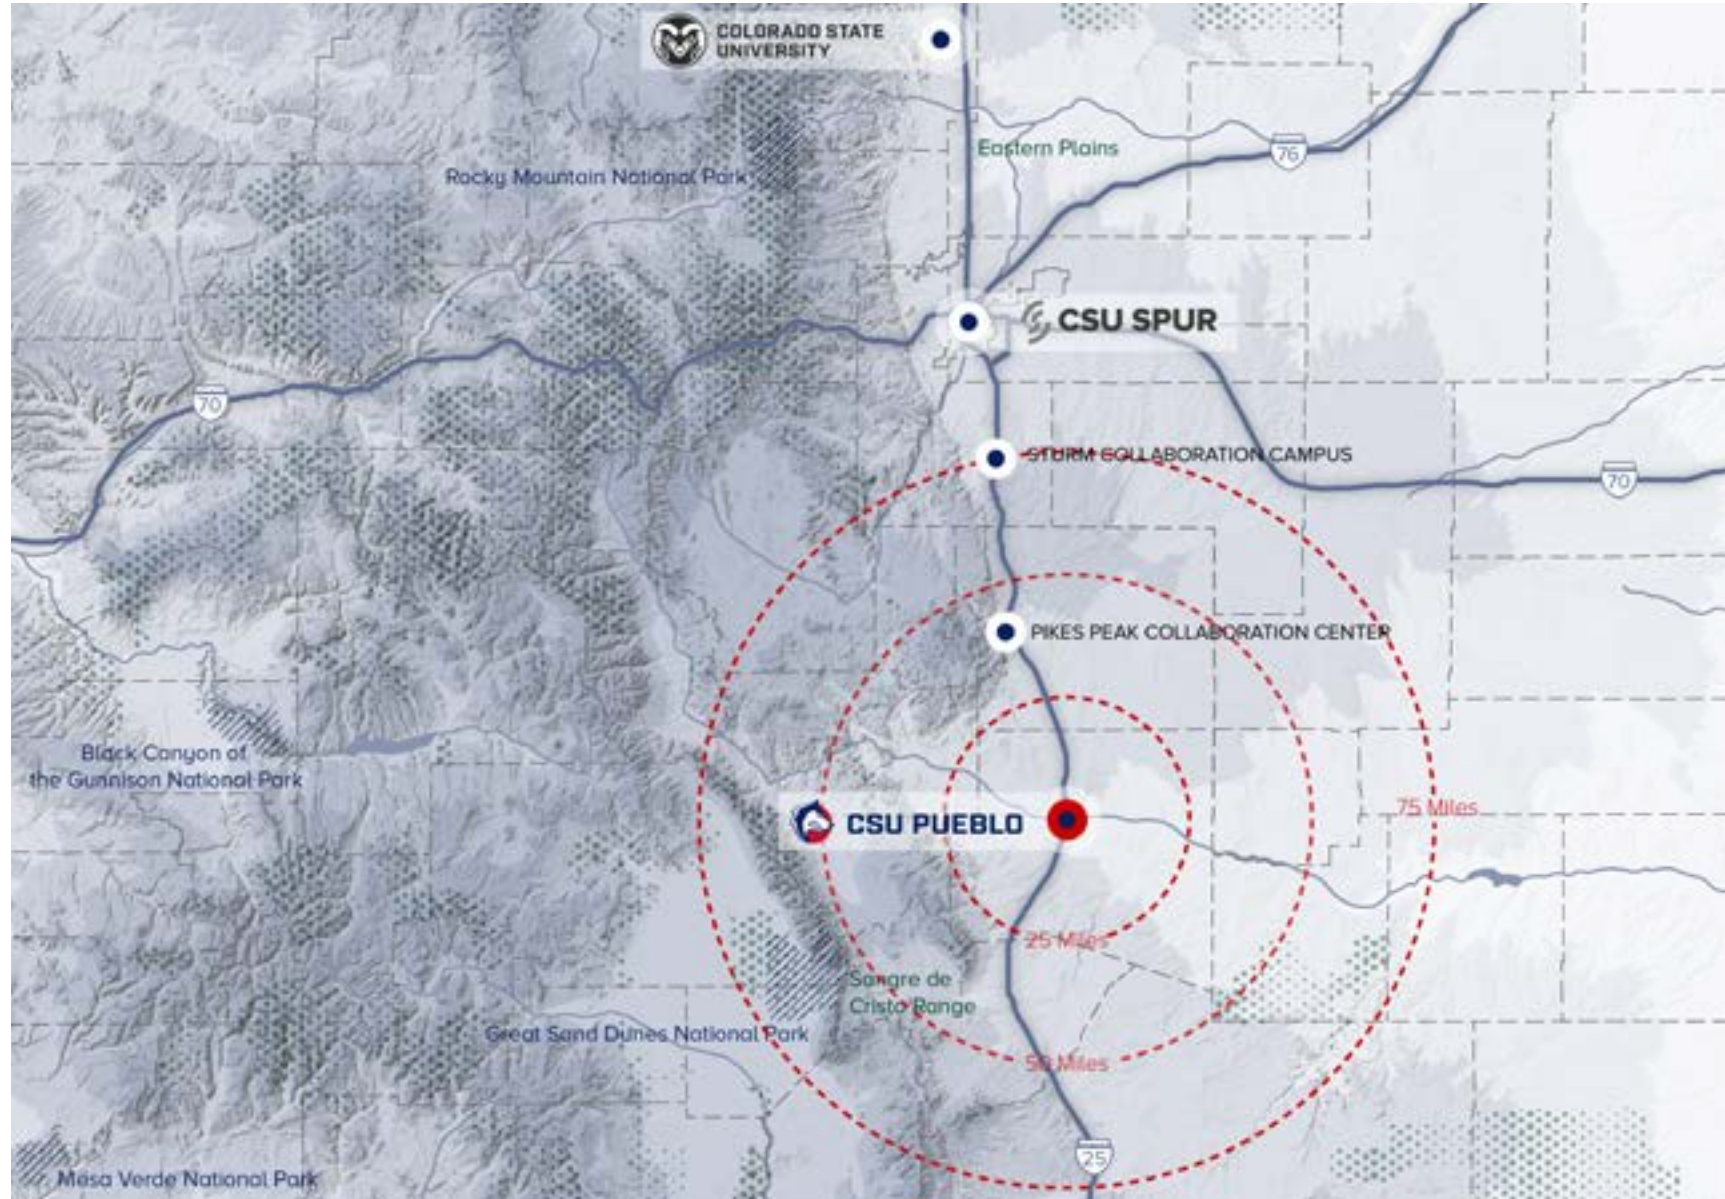 COLORADO STATE
UNIVERSITY
Eastern Plains
76
Rocky Mountain National Park
CSU SPUR
70
STURM COLLABORATION CAMPUS
70
PIKES PEAK COLLABORATION CENTER
Black Canyon of
the Gunnison National Park
75 Miles
CSU PUEBLO
25 Miles
Sangre de
Cristo Range
Great Sand Dunes National Park
50 Miles
25
Mesa Verde National Park